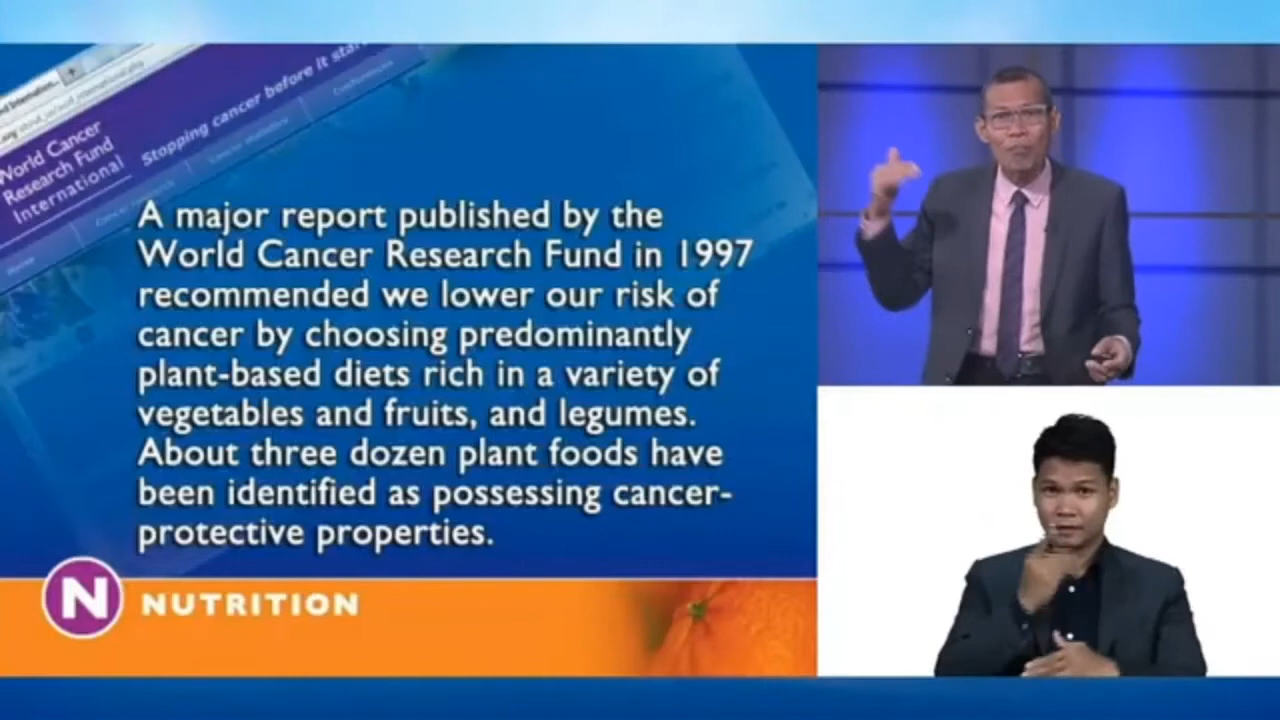 World Cancer
Research Fund
International
Stopping cancer before it star
Home
A major report published by the
World Cancer Research Fund in 1997
recommended we lower our risk of
cancer by choosing predominantly
plant-based diets rich in a variety of
vegetables and fruits, and legumes.
About three dozen plant foods have
been identified as possessing cancer-
protective properties.
N NUTRITION